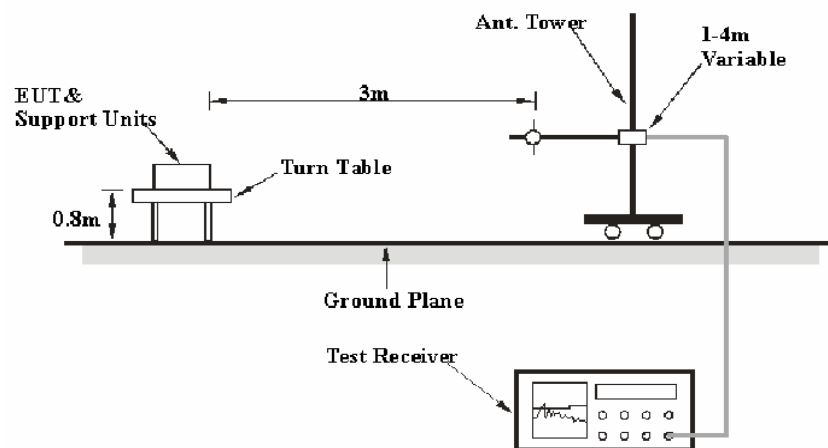 Ant. Tower
1-4m
Variable
3m
EUT&
Support Units
Turn Table
0.8m
Ground Plane
Test Receiver